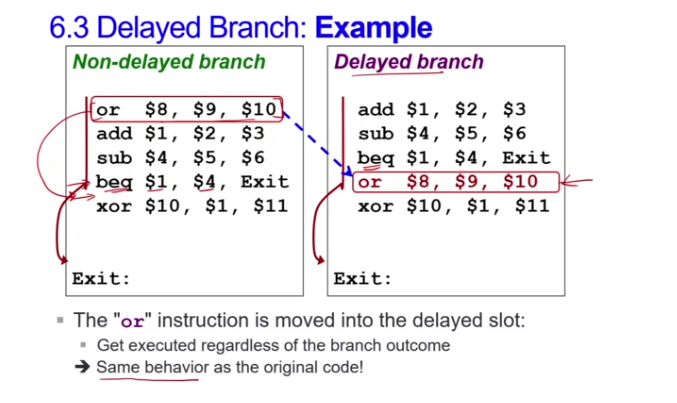 6.3 Delayed Branch: Example
Non-delayed branch
or $8, $9, $10
add $1, $2, $3
sub $4, $5, $6
beq $1, $4, Exit
xor $10, $1, $11
Exit:
Delayed branch
add $1, $2, $3
sub $4, $5, $6
beq $1, $4, Exit
or $8, $9, $10
xor $10, $1, $11
Exit:
▪ The "or" instruction is moved into the delayed slot:
▪ Get executed regardless of the branch outcome
➔ Same behavior as the original code!